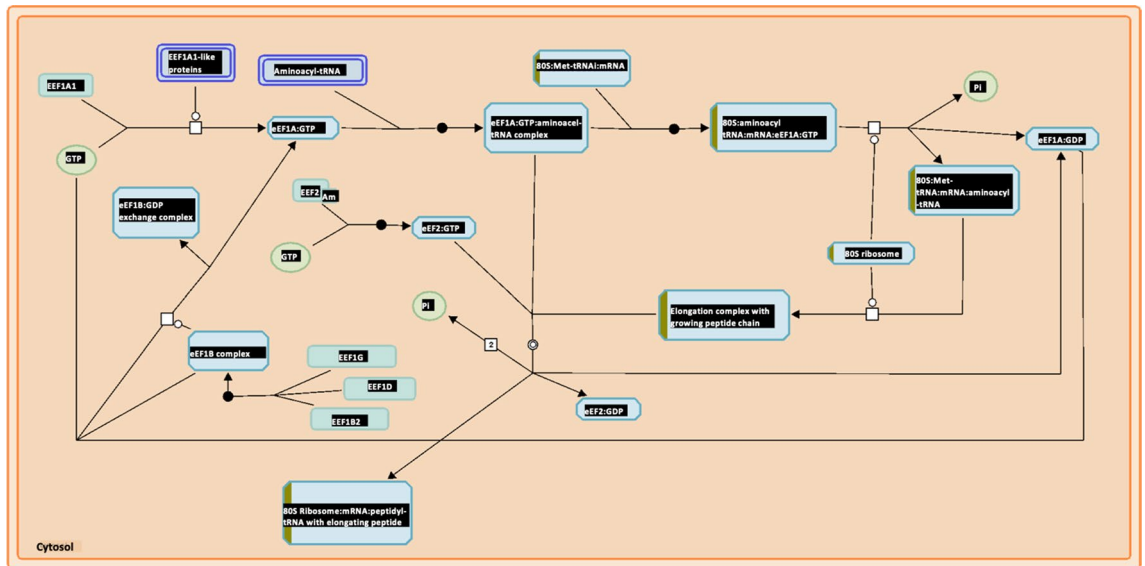 EEF1A1-like
proteins
Aminoacyl-tRNA
80S:Met-tRNAi:mRNA
EEF1A1
Pi
eEF1A:GTP
eEF1A:GTP:aminoacel-
tRNA complex
80S:aminoacyl
tRNA:mRNA:eEF1A:GTP
eEF1A:GDP
GTP
80S:Met-
tRNA:mRNA:aminoacyl
-tRNA
eEF1B:GDP
exchange complex
EEF2
Am
eEF2:GTP
GTP
80S ribosome
Pi
Elongation complex with
growing peptide chain
2
eEF1B complex
EEF1G
EEF1D
EEF1B2
eEF2:GDP
80S Ribosome:mRNA:peptidyl-
tRNA with elongating peptide
Cytosol